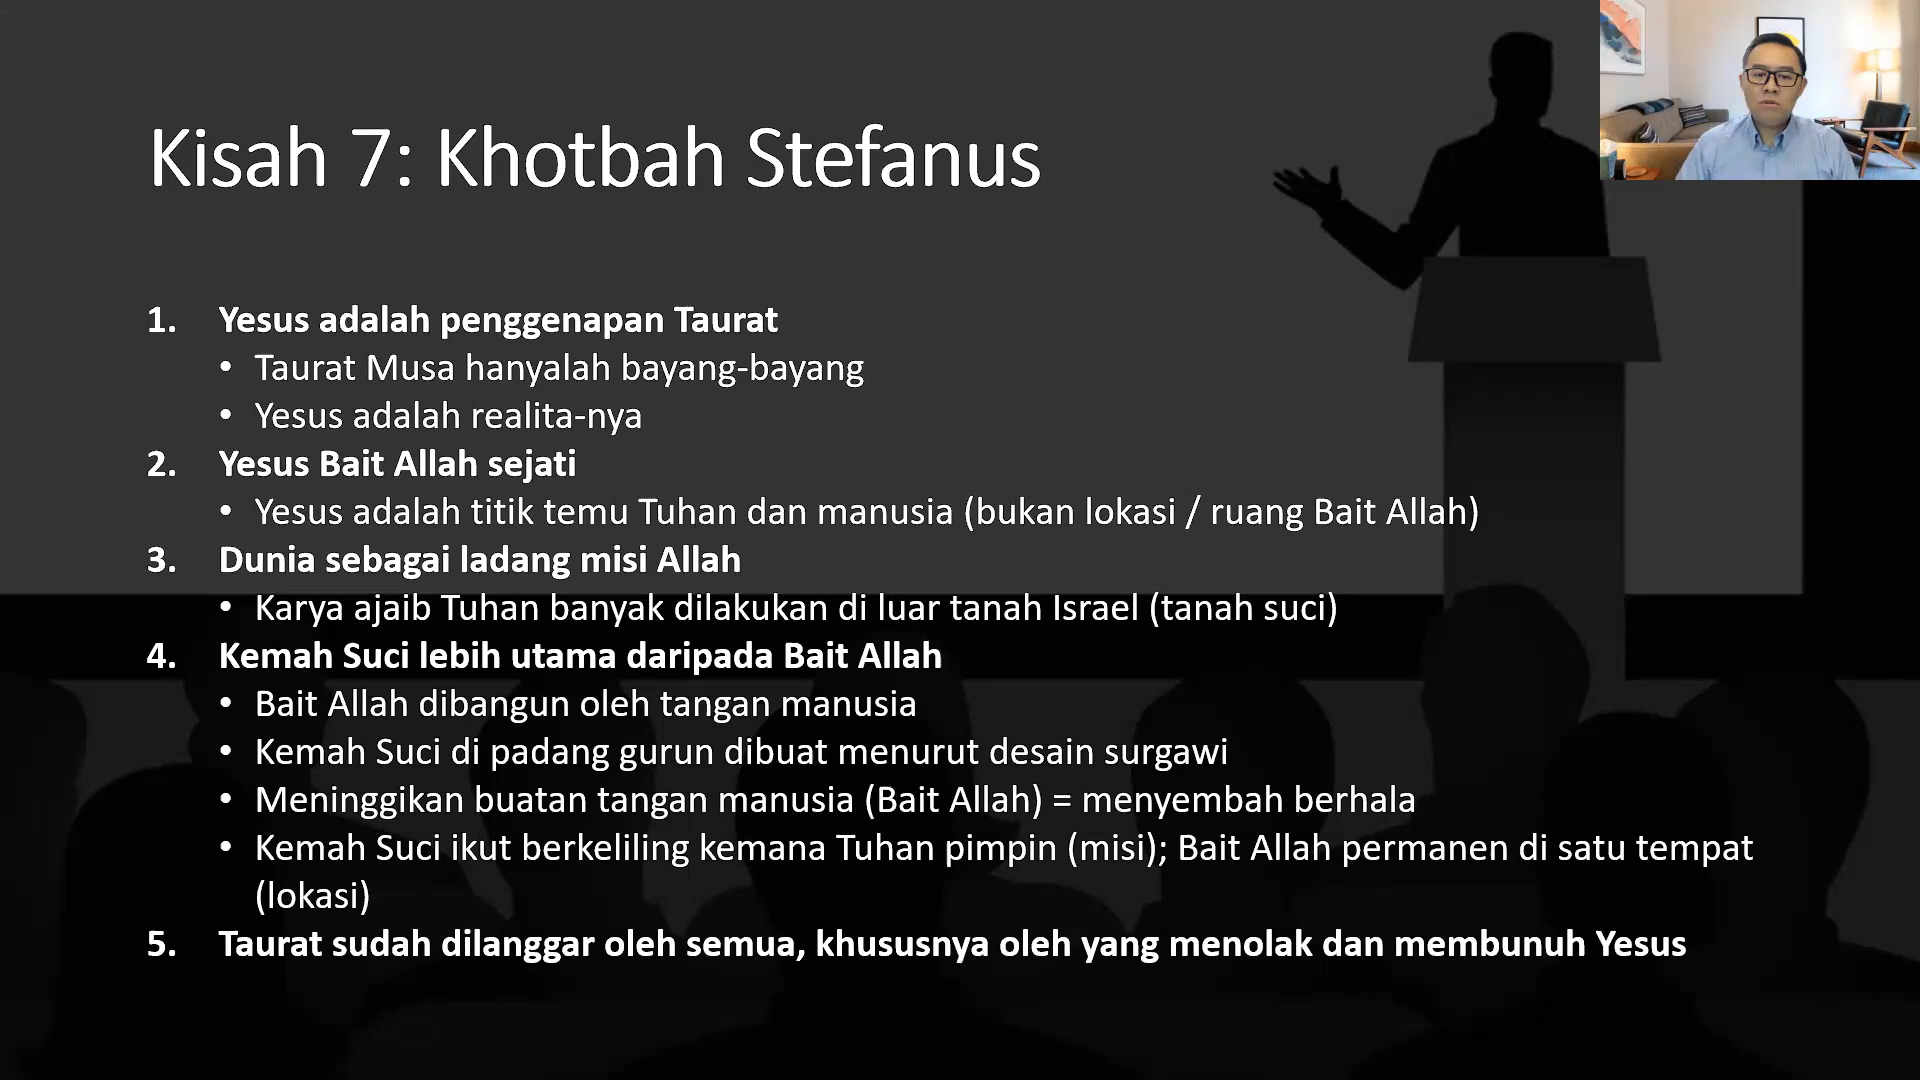 Kisah 7: Khotbah Stefanus
1. Yesus adalah penggenapan Taurat
• Taurat Musa hanyalah bayang-bayang
• Yesus adalah realita-nya
2. Yesus Bait Allah sejati
• Yesus adalah titik temu Tuhan dan manusia (bukan lokasi / ruang Bait Allah)
3. Dunia sebagai ladang misi Allah
• Karya ajaib Tuhan banyak dilakukan di luar tanah Israel (tanah suci)
4. Kemah Suci lebih utama daripada Bait Allah
• Bait Allah dibangun oleh tangan manusia
• Kemah Suci di padang gurun dibuat menurut desain surgawi
• Meninggikan buatan tangan manusia (Bait Allah) = menyembah berhala
• Kemah Suci ikut berkeliling kemana Tuhan pimpin (misi); Bait Allah permanen di satu tempat
(lokasi)
5. Taurat sudah dilanggar oleh semua, khususnya oleh yang menolak dan membunuh Yesus